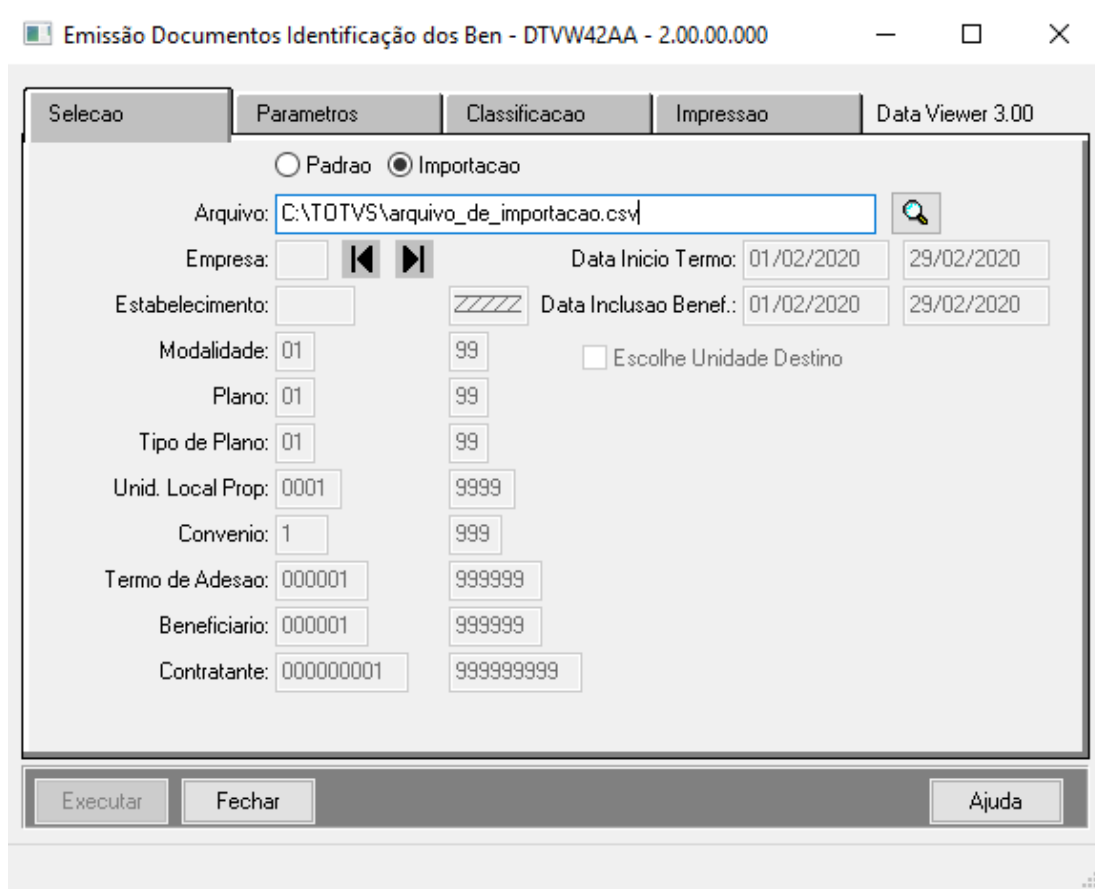 Emissão Documentos Identificação dos Ben - DTVW42AA - 2.00.00.000
Selecao Parametros Classificacao Impressao Data Viewer 3.00
Padrao Importacao
Arquivo: C:\TOTVS\arquivo_de_importacao.csv
Empresa: Data Inicio Termo: 01/02/2020 29/02/2020
Estabelecimento: ZZZZZ Data Inclusao Benef.: 01/02/2020 29/02/2020
Modalidade: 01 99 Escolhe Unidade Destino
Plano: 01 99
Tipo de Plano: 01 99
Unid. Local Prop: 0001 9999
Convenio: 1 999
Termo de Adesao: 000001 999999
Beneficiario: 000001 999999
Contratante: 000000001 999999999
Executar Fechar Ajuda